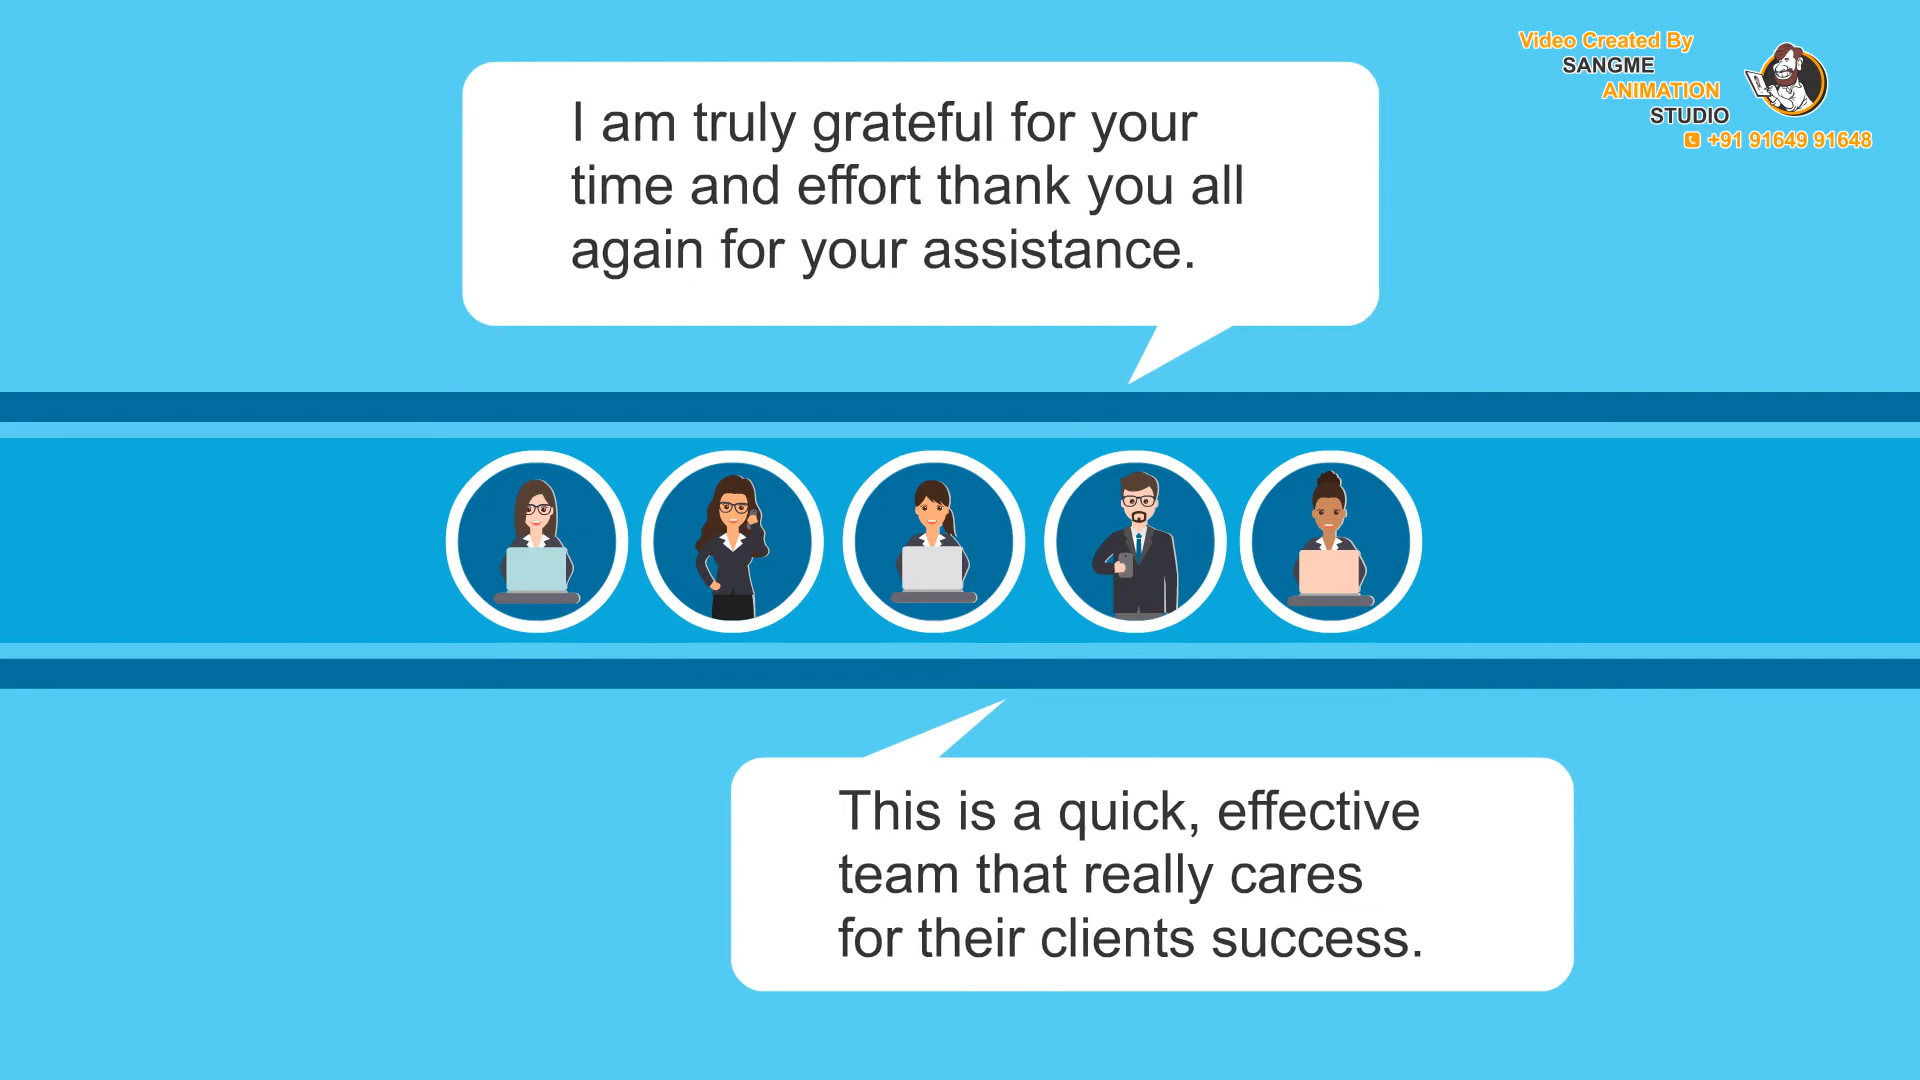 Video Created By
SANGME
ANIMATION
STUDIO
+91 91649 91648
I am truly grateful for your
time and effort thank you all
again for your assistance.
This is a quick, effective
team that really cares
for their clients success.